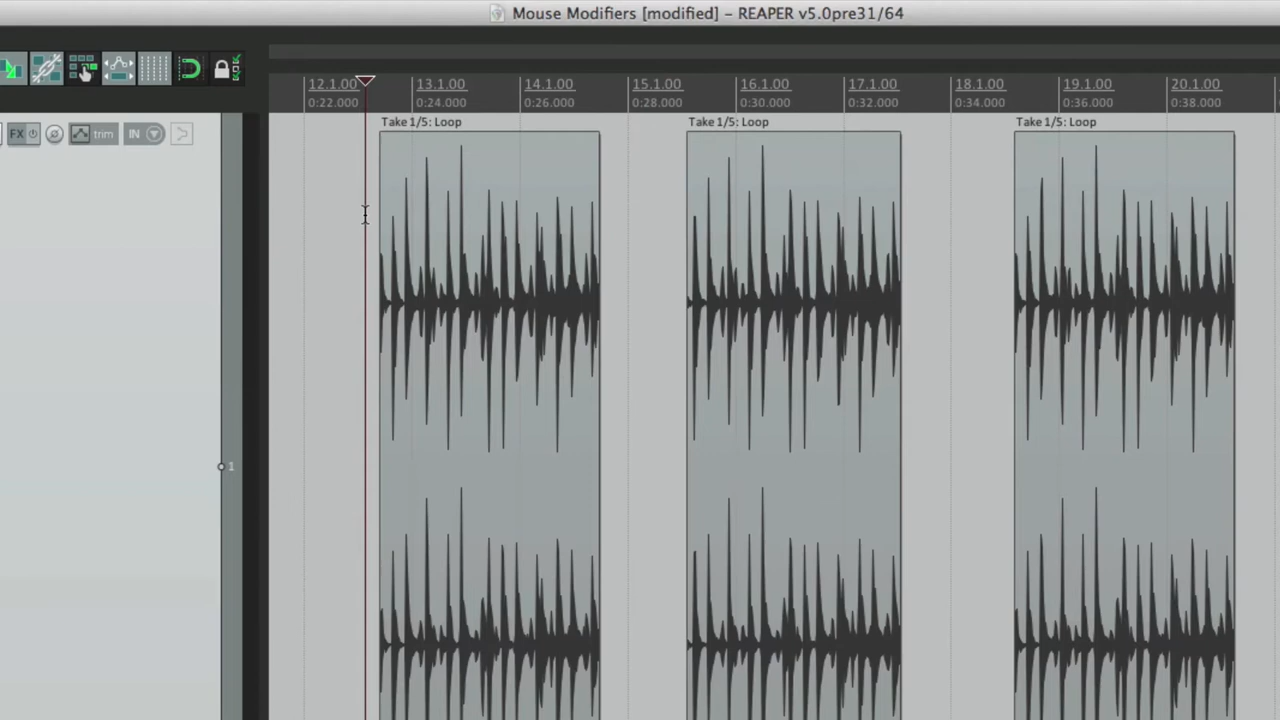 Mouse Modifiers [modified] – REAPER v5.0pre31/64
12.1.00 13.1.00 14.1.00 15.1.00 16.1.00 17.1.00 18.1.00 19.1.00 20.1.00
0:22.000 0:24.000 0:26.000 0:28.000 0:30.000 0:32.000 0:34.000 0:36.000 0:38.000
Take 1/5: Loop Take 1/5: Loop Take 1/5: Loop
FX trim IN
1